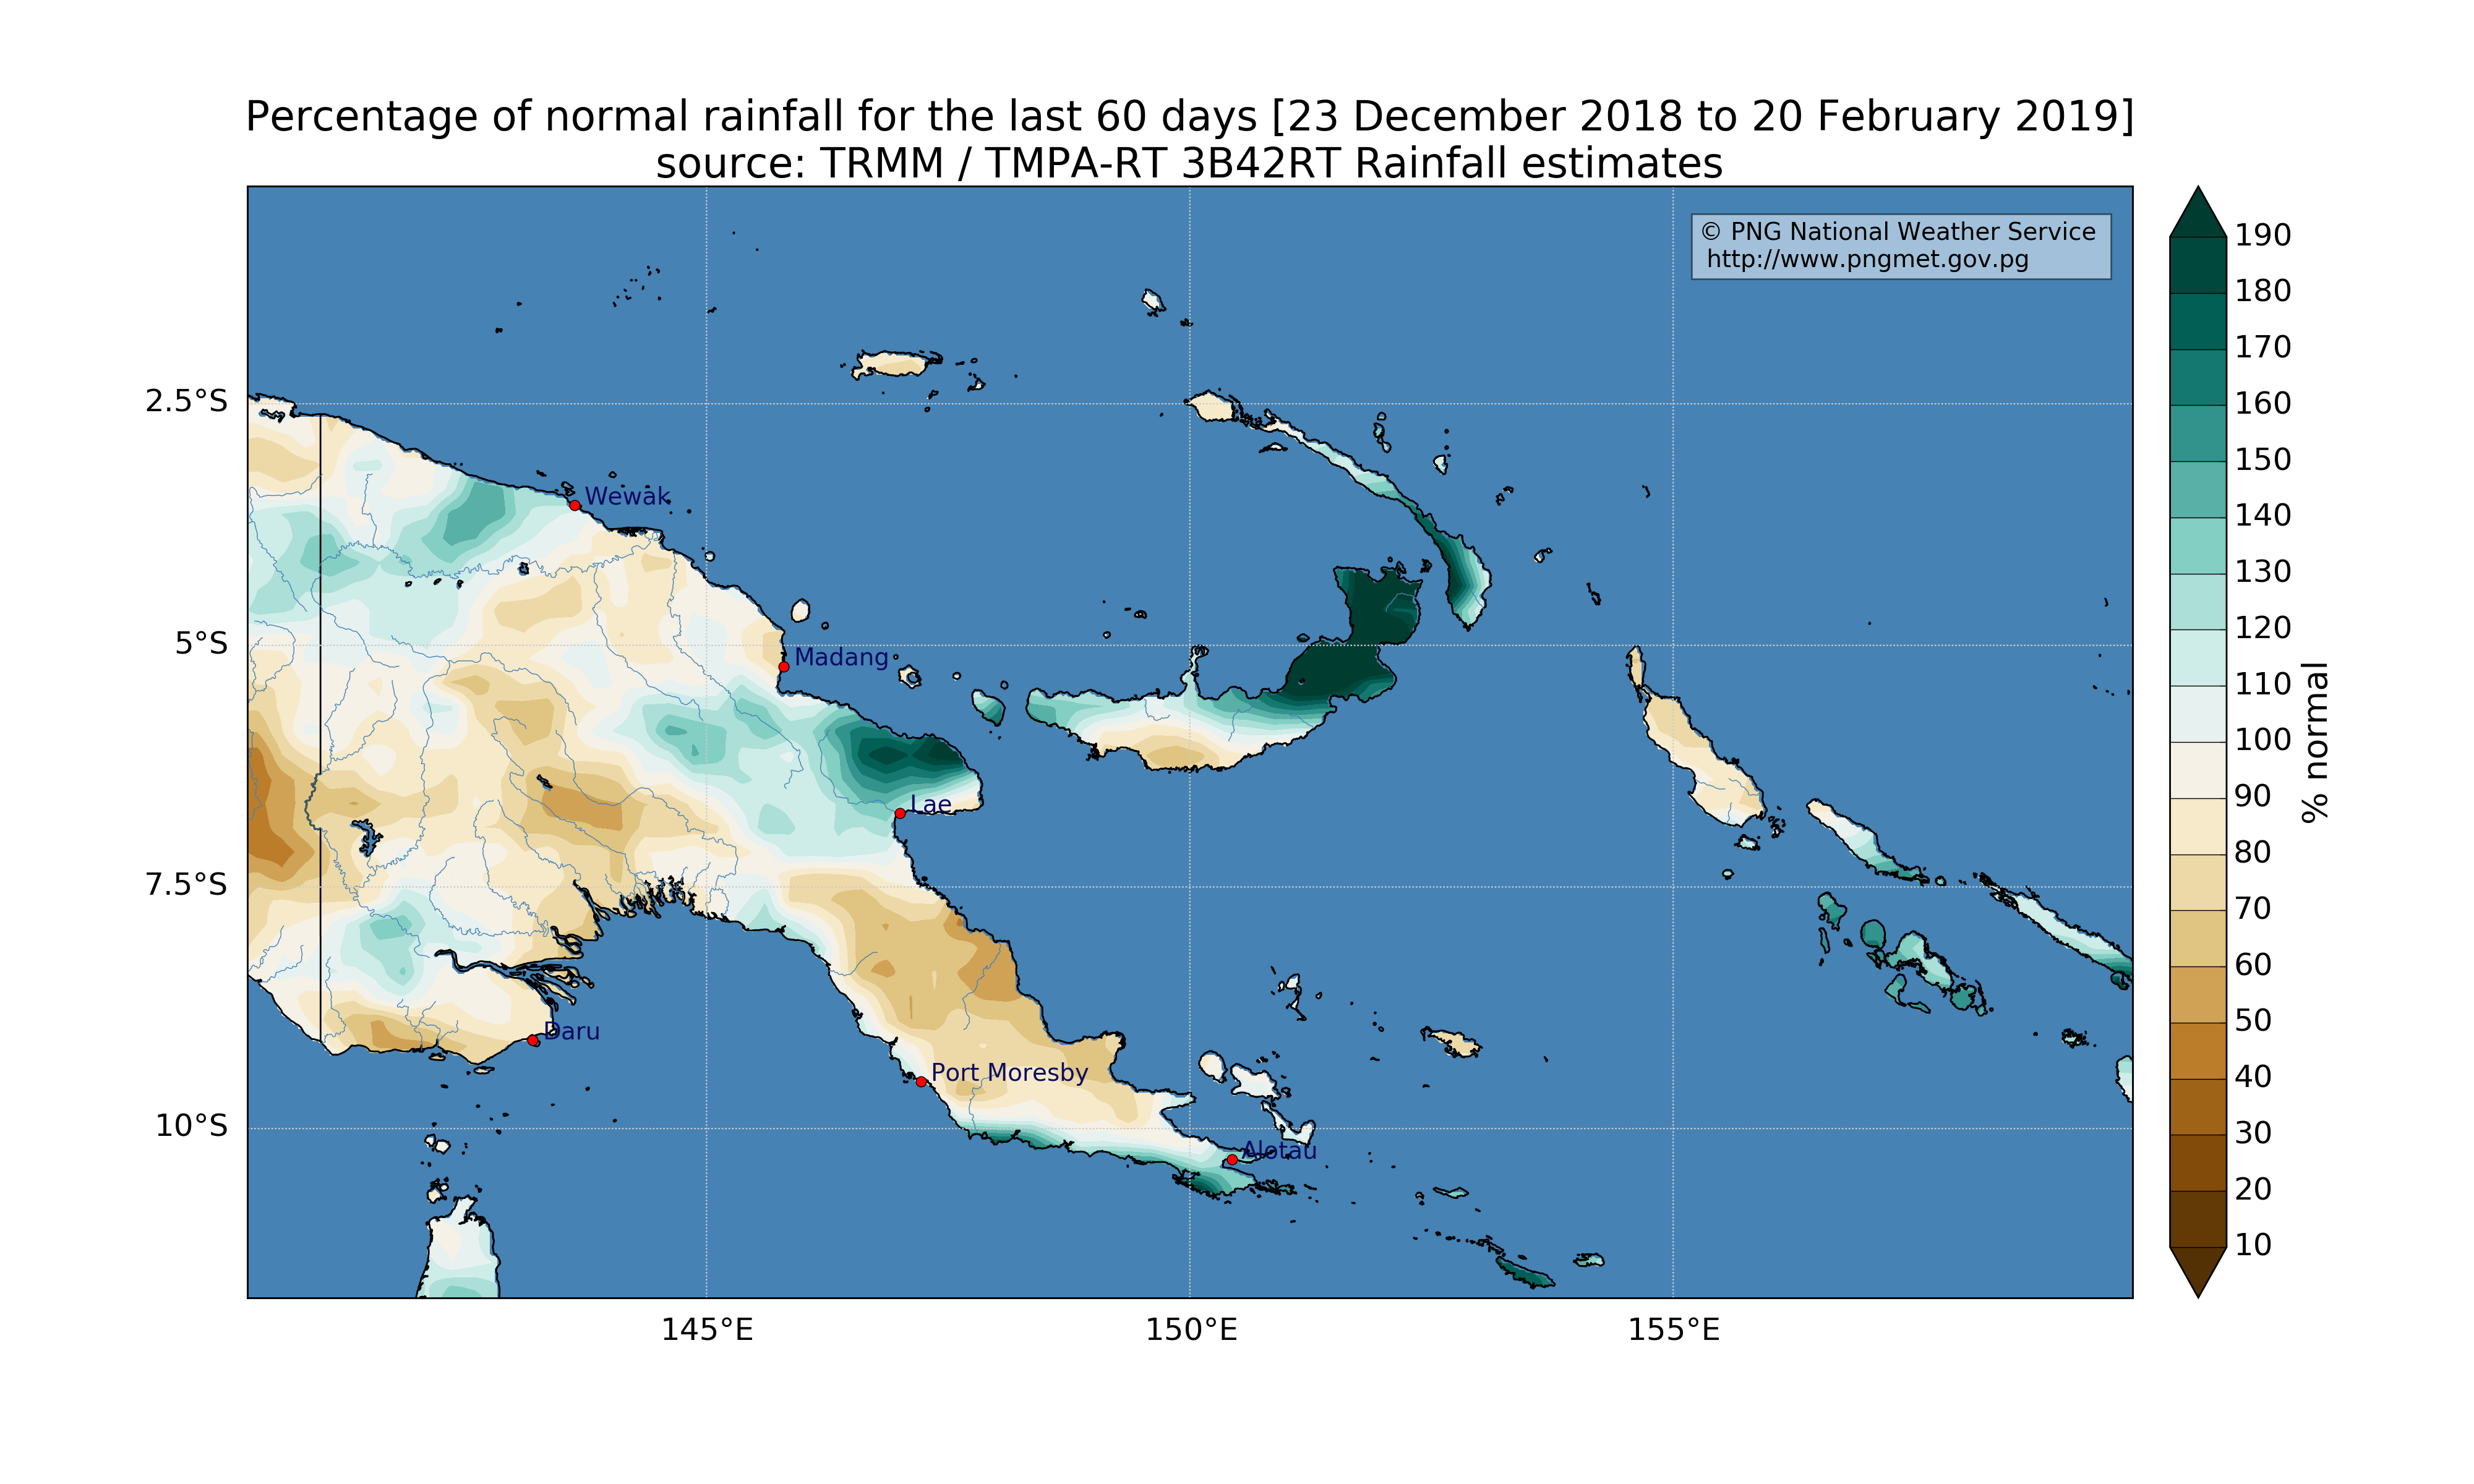 Percentage of normal rainfall for the last 60 days [23 December 2018 to 20 February 2019]
source: TRMM / TMPA-RT 3B42RT Rainfall estimates
© PNG National Weather Service
http://www.pngmet.gov.pg
190
180
170
160
150
140
130
120
110
100
90
80
70
60
50
40
30
20
10
% normal
2.5°S
5°S
7.5°S
10°S
Wewak
Madang
Lae
Daru
Port Moresby
Alotau
145°E
150°E
155°E